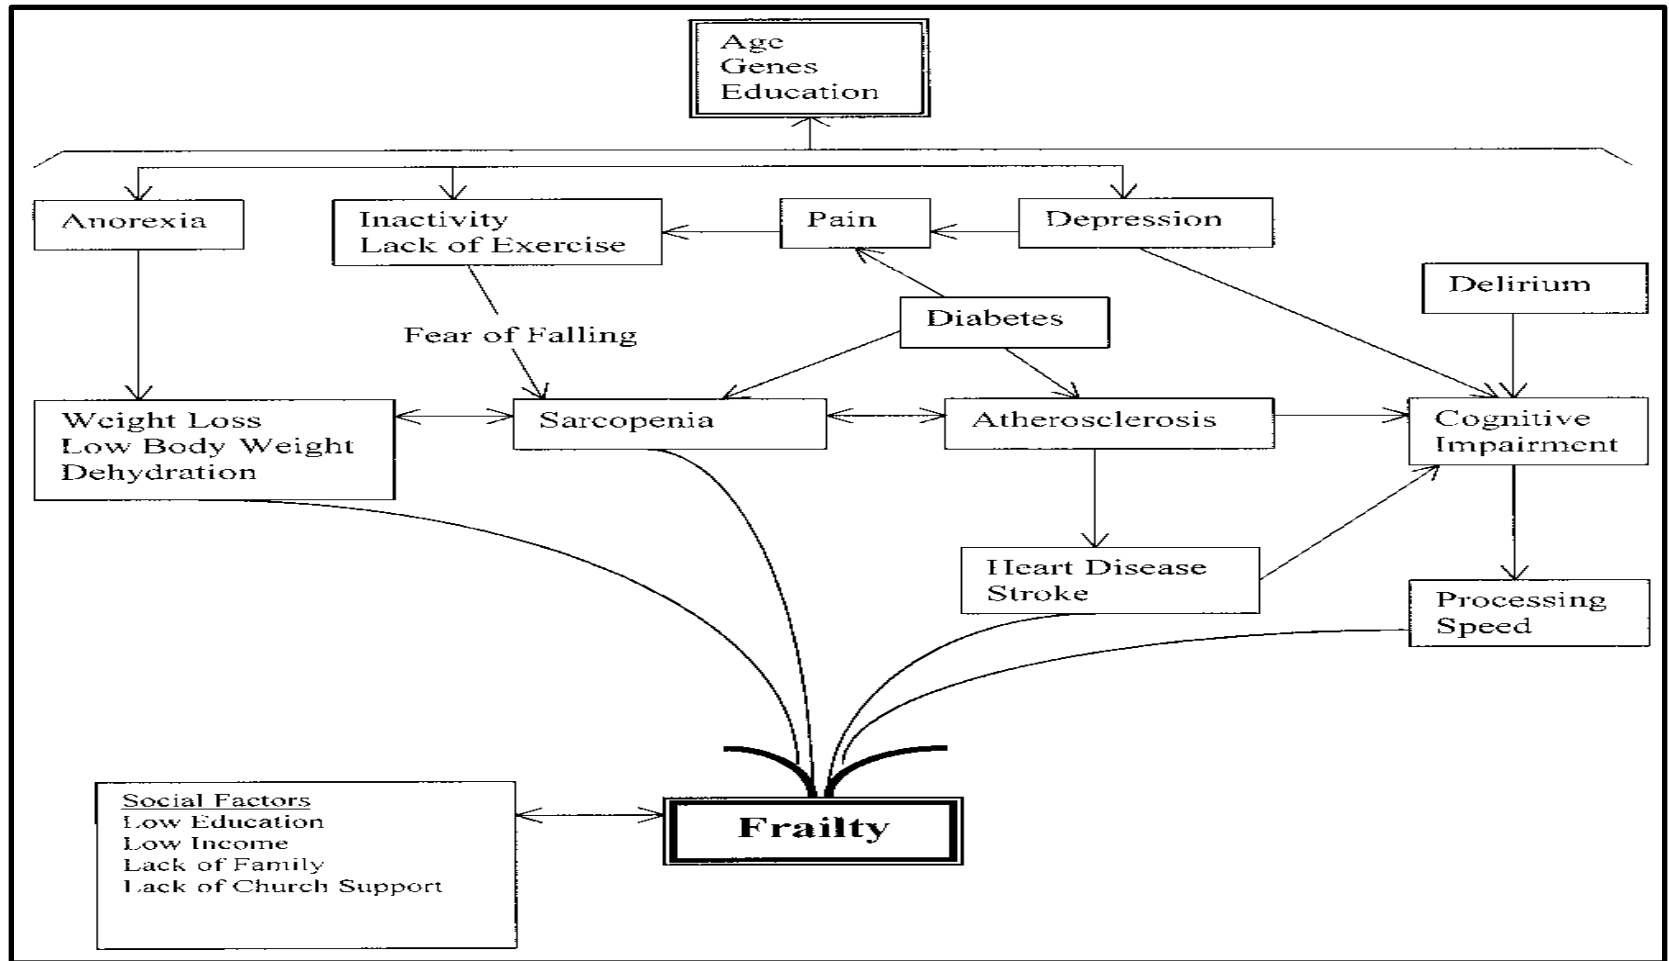 Age
Genes
Education
Anorexia
Inactivity
Lack of Exercise
Pain
Depression
Delirium
Diabetes
Fear of Falling
Weight Loss
Low Body Weight
Dehydration
Sarcopenia
Atherosclerosis
Cognitive
Impairment
Heart Disease
Stroke
Processing
Speed
Social Factors
Low Education
Low Income
Lack of Family
Lack of Church Support
Frailty